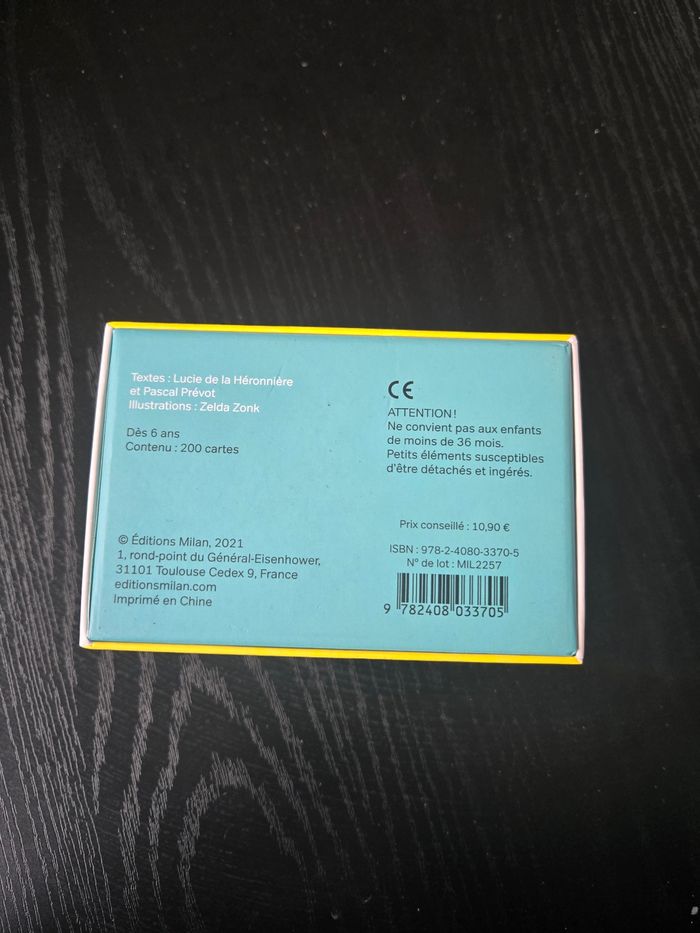 Textes : Lucie de la Héronnière
et Pascal Prévot
Illustrations : Zelda Zonk
Dès 6 ans
Contenu : 200 cartes
© Éditions Milan, 2021
1, rond-point du Général-Eisenhower,
31101 Toulouse Cedex 9, France
editionsmilan.com
Imprimé en Chine
CE
ATTENTION !
Ne convient pas aux enfants
de moins de 36 mois.
Petits éléments susceptibles
d'être détachés et ingérés.
Prix conseillé : 10,90 €
ISBN : 978-2-4080-3370-5
N° de lot : MIL2257
9 782408 033705